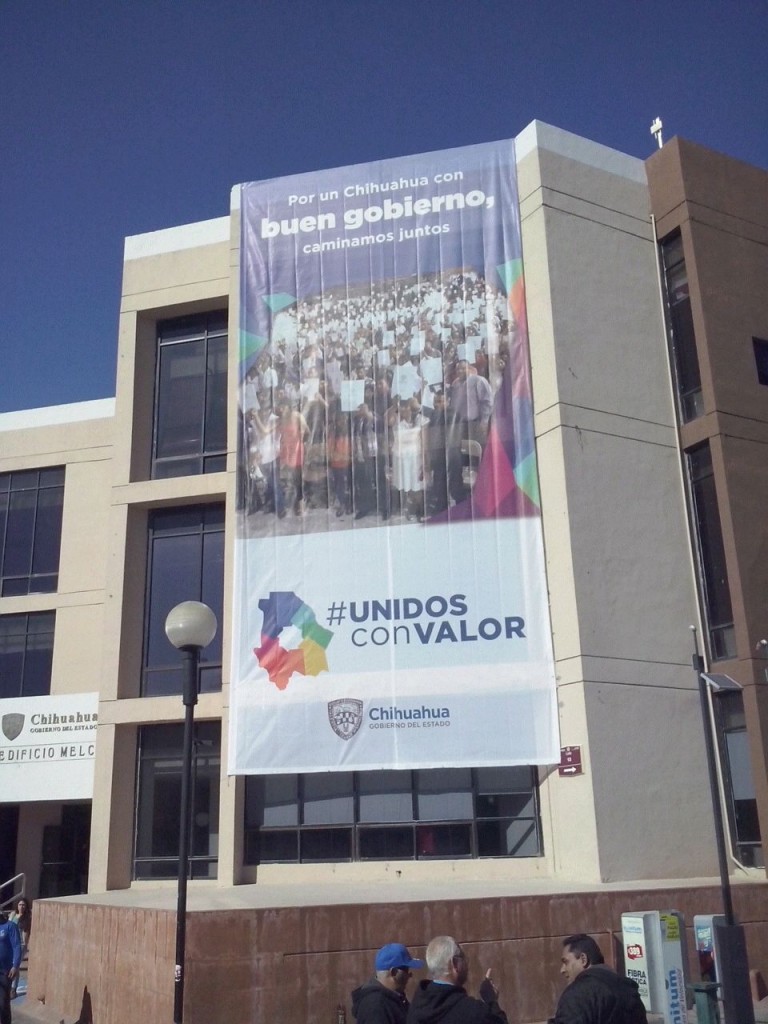 Por un Chihuahua con
buen gobierno,
caminamos juntos
#UNIDOS
conVALOR
Chihuahua
GOBIERNO DEL ESTADO
Chihuahua
GOBIERNO DEL ESTADO
EDIFICIO MELC
FIBRA